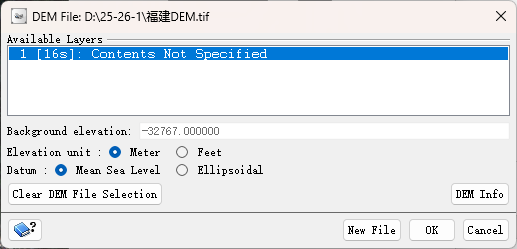 DEM File: D:\25-26-1\福建DEM.tif
Available Layers
1 [16s]: Contents Not Specified
Background elevation: -32767.000000
Elevation unit : Meter Feet
Datum : Mean Sea Level Ellipsoidal
Clear DEM File Selection DEM Info
? New File OK Cancel